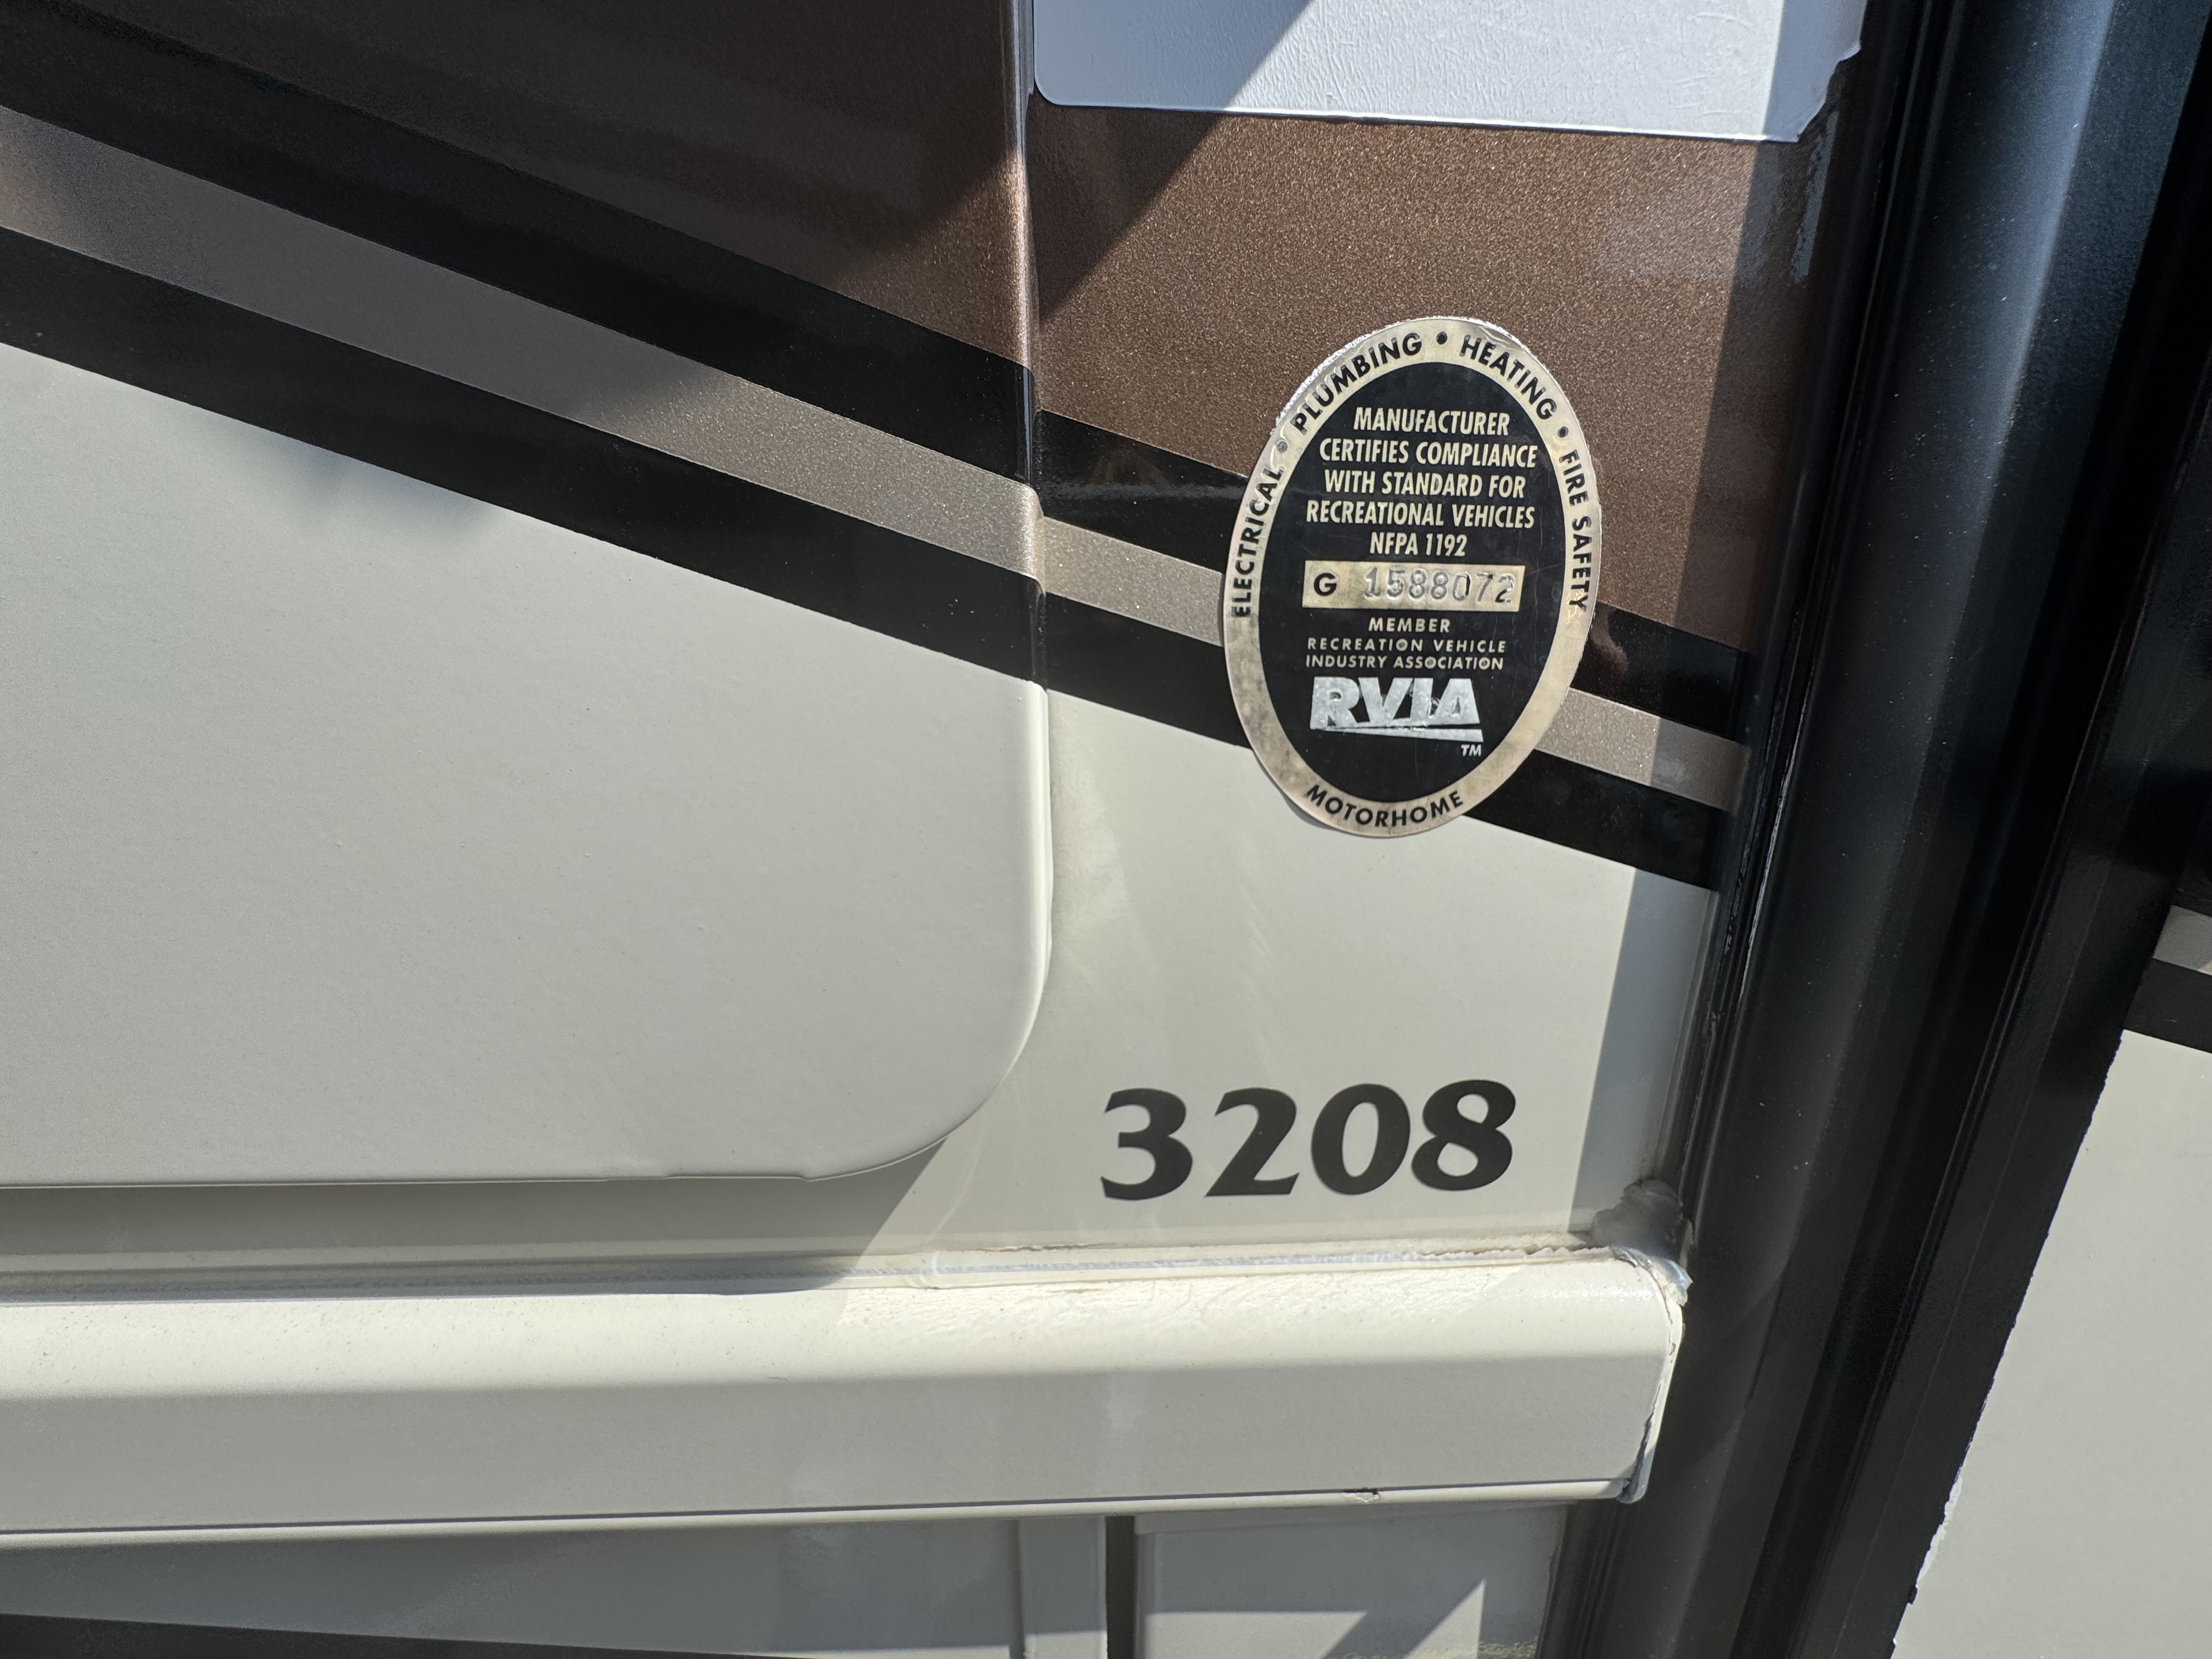 ELECTRICAL • PLUMBING • HEATING • FIRE SAFETY
MANUFACTURER
CERTIFIES COMPLIANCE
WITH STANDARD FOR
RECREATIONAL VEHICLES
NFPA 1192
G 1588072
MEMBER
RECREATION VEHICLE
INDUSTRY ASSOCIATION
RVIA
TM
MOTORHOME
3208